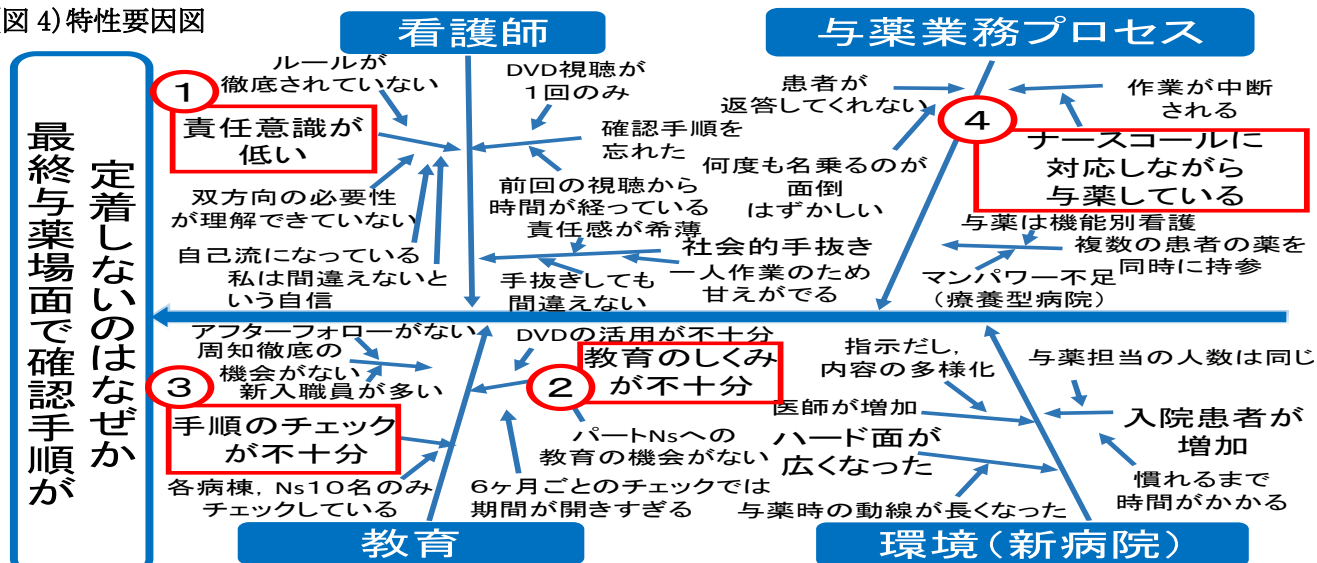 (図 4)特性要因図
看護師
与薬業務プロセス
最終与薬場面で確認手順が
定着しないのはなぜか
ルールが
徹底されていない
①
責任意識が
低い
双方向の必要性
が理解できていない
自己流になっている
私は間違えないと
いう自信
DVD視聴が
1回のみ
確認手順を
忘れた
前回の視聴から
時間が経っている
責任感が希薄
社会的手抜き
手抜きしても
間違えない
一人作業のため
甘えがでる
患者が
返答してくれない
何度も名乗るのが
面倒
はずかしい
作業が中断
される
④
ナースコールに
対応しながら
与薬している
与薬は機能別看護
複数の患者の薬を
同時に持参
マンパワー不足
(療養型病院)
アフターフォローがない
周知徹底の
機会がない
新入職員が多い
③
手順のチェック
が不十分
各病棟,Ns10名のみ
チェックしている
DVDの活用が不十分
②
教育のしくみ
が不十分
パートNsへの
教育の機会がない
6ヶ月ごとのチェックでは
期間が開きすぎる
指示だし,
内容の多様化
医師が増加
ハード面が
広くなった
与薬時の動線が長くなった
与薬担当の人数は同じ
入院患者が
増加
慣れるまで
時間がかかる
教育
環境(新病院)